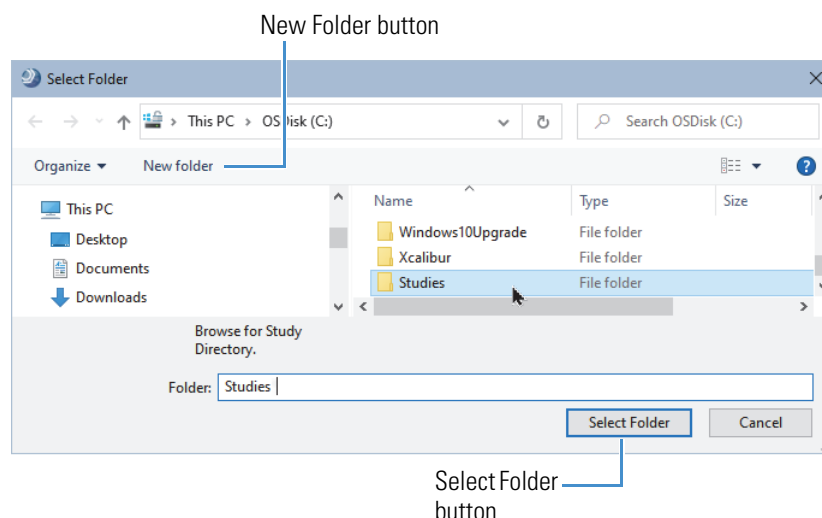 New Folder button
Select Folder
This PC > OSDisk (C:)
Search OSDisk (C:)
Organize
New folder
?
Name
Type
Size
This PC
Desktop
Documents
Downloads
Windows10Upgrade
File folder
Xcalibur
File folder
Studies
File folder
Browse for Study
Directory.
Folder:
Studies
Select Folder
Cancel
Select Folder
button